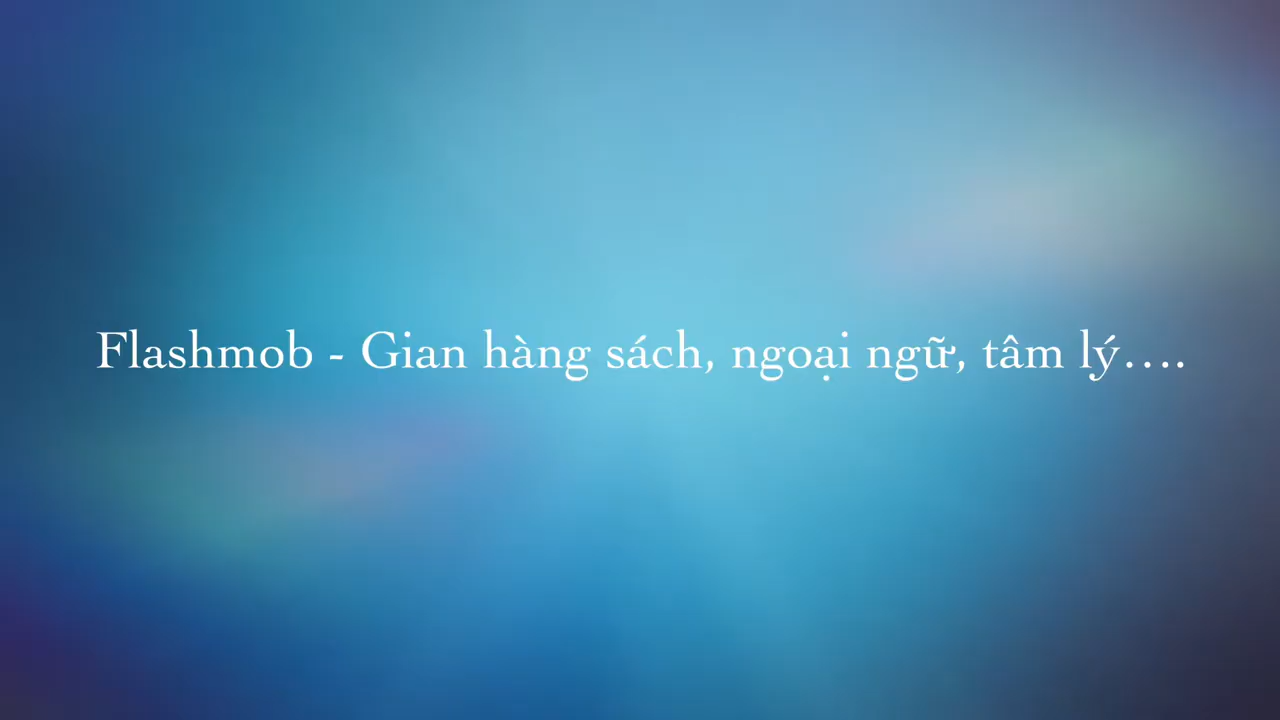 Flashmob - Gian hàng sách, ngoại ngữ, tâm lý....